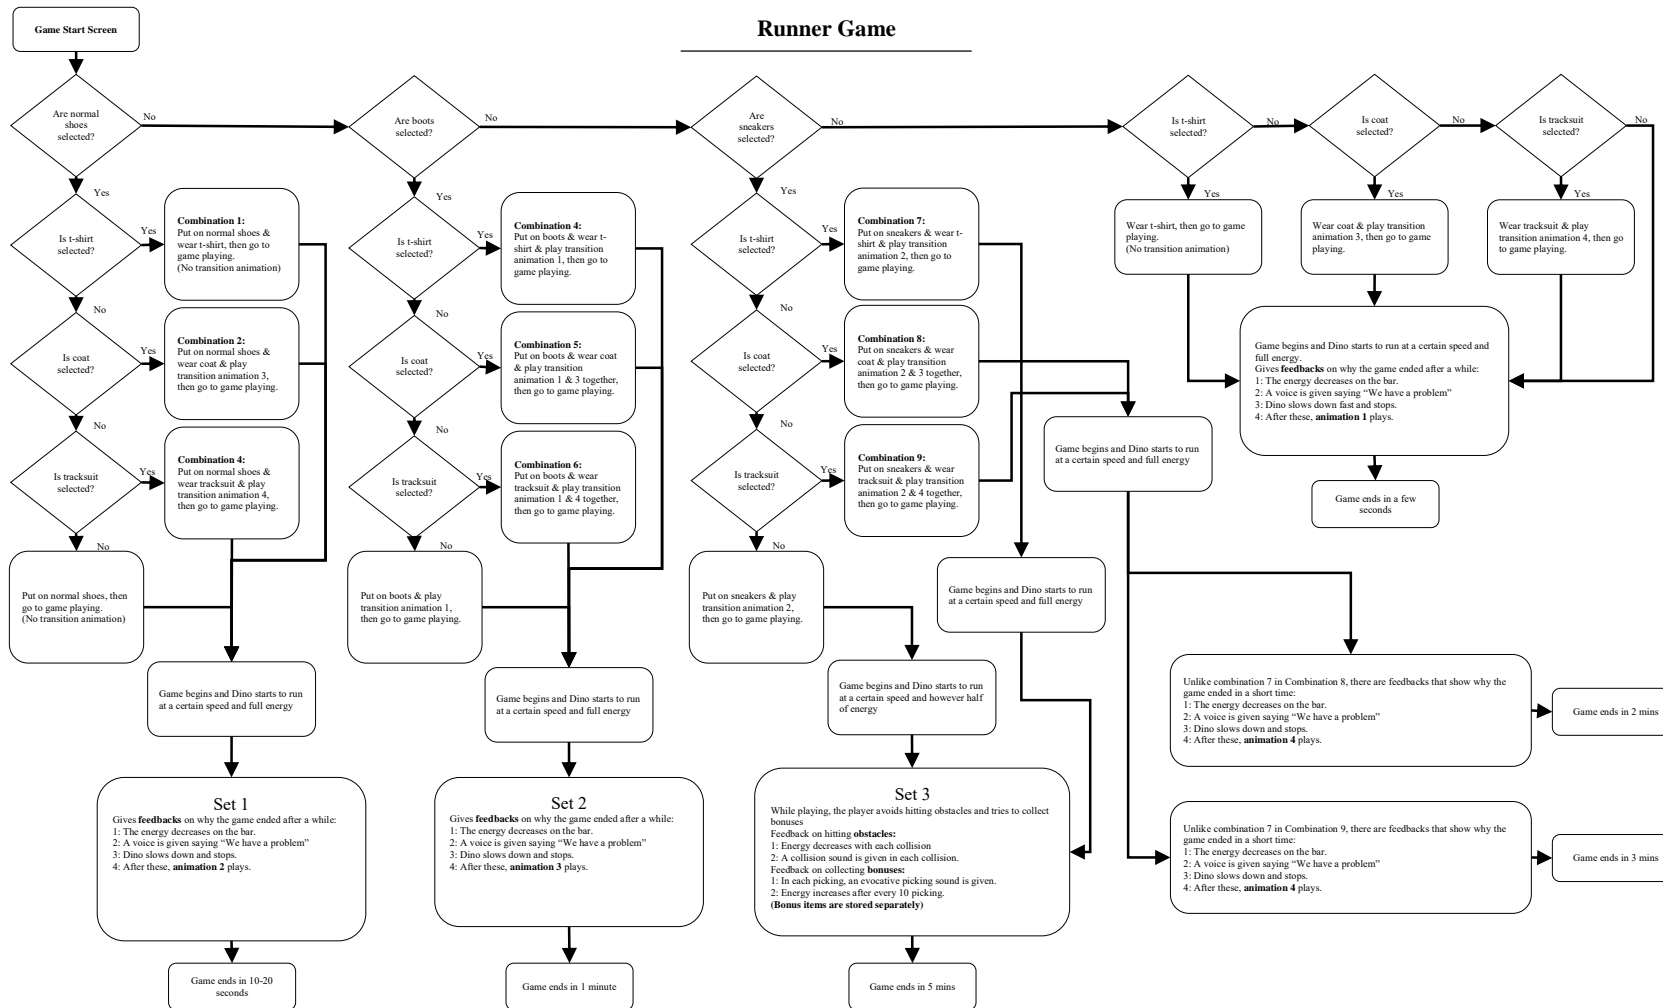 Runner Game
Game Start Screen
Are normal
shoes
selected?
No
Are boots
selected?
No
Are
sneakers
selected?
No
Is t-shirt
selected?
No
Is coat
selected?
No
Is tracksuit
selected?
No
Yes
Yes
Yes
Yes
Yes
Yes
Is t-shirt
selected?
Yes
Combination 1:
Put on normal shoes &
wear t-shirt, then go to
game playing.
(No transition animation)
No
Is coat
selected?
Yes
Combination 2:
Put on normal shoes &
wear coat & play
transition animation 3,
then go to game playing.
No
Is tracksuit
selected?
Yes
Combination 4:
Put on normal shoes &
wear tracksuit & play
transition animation 4,
then go to game playing.
No
Put on normal shoes, then
go to game playing.
(No transition animation)
Game begins and Dino starts to run
at a certain speed and full energy
Set 1
Gives feedbacks on why the game ended after a while:
1: The energy decreases on the bar.
2: A voice is given saying “We have a problem”
3: Dino slows down and stops.
4: After these, animation 2 plays.
Game ends in 10-20
seconds
Is t-shirt
selected?
Yes
Combination 4:
Put on boots & wear t-
shirt & play transition
animation 1, then go to
game playing.
No
Is coat
selected?
Yes
Combination 5:
Put on boots & wear coat
& play transition
animation 1 & 3 together,
then go to game playing.
No
Is tracksuit
selected?
Yes
Combination 6:
Put on boots & wear
tracksuit & play transition
animation 1 & 4 together,
then go to game playing.
No
Put on boots & play
transition animation 1,
then go to game playing.
Game begins and Dino starts to run
at a certain speed and full energy
Set 2
Gives feedbacks on why the game ended after a while:
1: The energy decreases on the bar.
2: A voice is given saying “We have a problem”
3: Dino slows down and stops.
4: After these, animation 3 plays.
Game ends in 1 minute
Is t-shirt
selected?
Yes
Combination 7:
Put on sneakers & wear t-
shirt & play transition
animation 2, then go to
game playing.
No
Is coat
selected?
Yes
Combination 8:
Put on sneakers & wear
coat & play transition
animation 2 & 3 together,
then go to game playing.
No
Is tracksuit
selected?
Yes
Combination 9:
Put on sneakers & wear
tracksuit & play transition
animation 2 & 4 together,
then go to game playing.
No
Put on sneakers & play
transition animation 2,
then go to game playing.
Game begins and Dino starts to run
at a certain speed and however half
of energy
Game begins and Dino starts to run
at a certain speed and full energy
Set 3
While playing, the player avoids hitting obstacles and tries to collect
bonuses
Feedback on hitting obstacles:
1: Energy decreases with each collision
2: A collision sound is given in each collision.
Feedback on collecting bonuses:
1: In each picking, an evocative picking sound is given.
2: Energy increases after every 10 picking.
(Bonus items are stored separately)
Game ends in 5 mins
Game begins and Dino starts to run
at a certain speed and full energy
Wear t-shirt, then go to game
playing.
(No transition animation)
Wear coat & play transition
animation 3, then go to game
playing.
Wear tracksuit & play
transition animation 4, then go
to game playing.
Game begins and Dino starts to run at a certain speed and
full energy.
Gives feedbacks on why the game ended after a while:
1: The energy decreases on the bar.
2: A voice is given saying “We have a problem”
3: Dino slows down fast and stops.
4: After these, animation 1 plays.
Game ends in a few
seconds
Unlike combination 7 in Combination 8, there are feedbacks that show why the
game ended in a short time:
1: The energy decreases on the bar.
2: A voice is given saying “We have a problem”
3: Dino slows down and stops.
4: After these, animation 4 plays.
Game ends in 2 mins
Unlike combination 7 in Combination 9, there are feedbacks that show why the
game ended in a short time:
1: The energy decreases on the bar.
2: A voice is given saying “We have a problem”
3: Dino slows down and stops.
4: After these, animation 4 plays.
Game ends in 3 mins